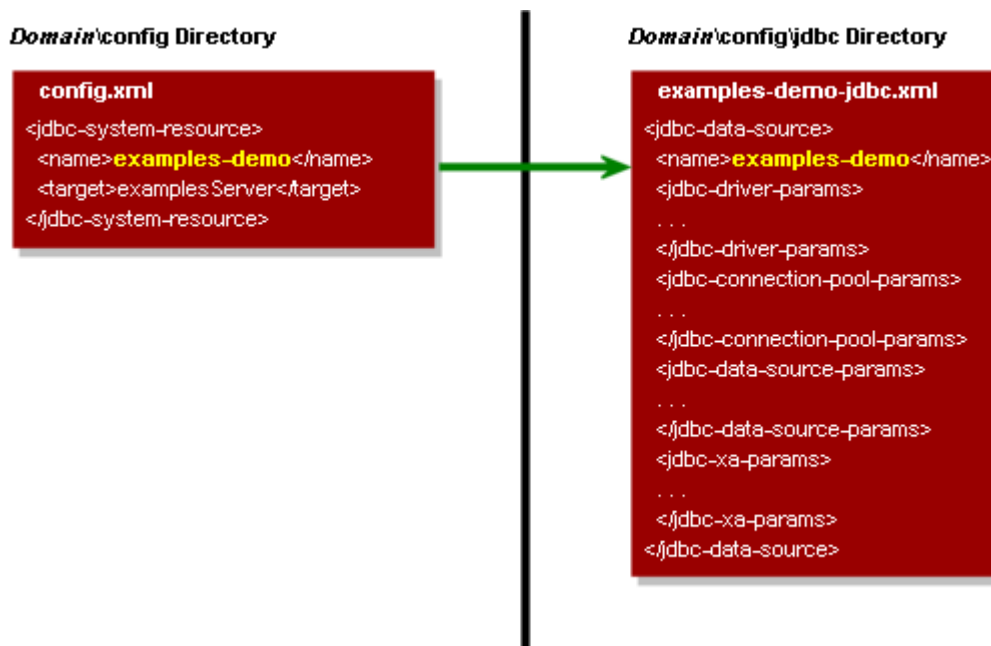 Domain\config Directory
config.xml
<jdbc-system-resource>
<name>examples-demo</name>
<target>examplesServer</target>
</jdbc-system-resource>
Domain\config\jdbc Directory
examples-demo-jdbc.xml
<jdbc-data-source>
<name>examples-demo</name>
<jdbc-driver-params>
. . .
</jdbc-driver-params>
<jdbc-connection-pool-params>
. . .
</jdbc-connection-pool-params>
<jdbc-data-source-params>
. . .
</jdbc-data-source-params>
<jdbc-xa-params>
. . .
</jdbc-xa-params>
</jdbc-data-source>